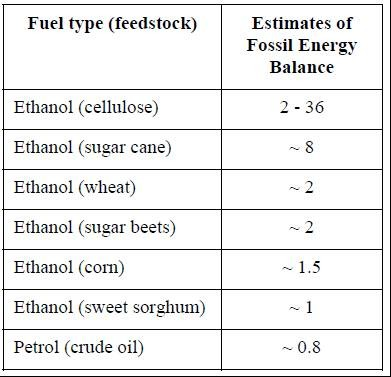 Fuel type (feedstock) Estimates of
Fossil Energy
Balance
Ethanol (cellulose) 2 - 36
Ethanol (sugar cane) ~ 8
Ethanol (wheat) ~ 2
Ethanol (sugar beets) ~ 2
Ethanol (corn) ~ 1.5
Ethanol (sweet sorghum) ~ 1
Petrol (crude oil) ~ 0.8